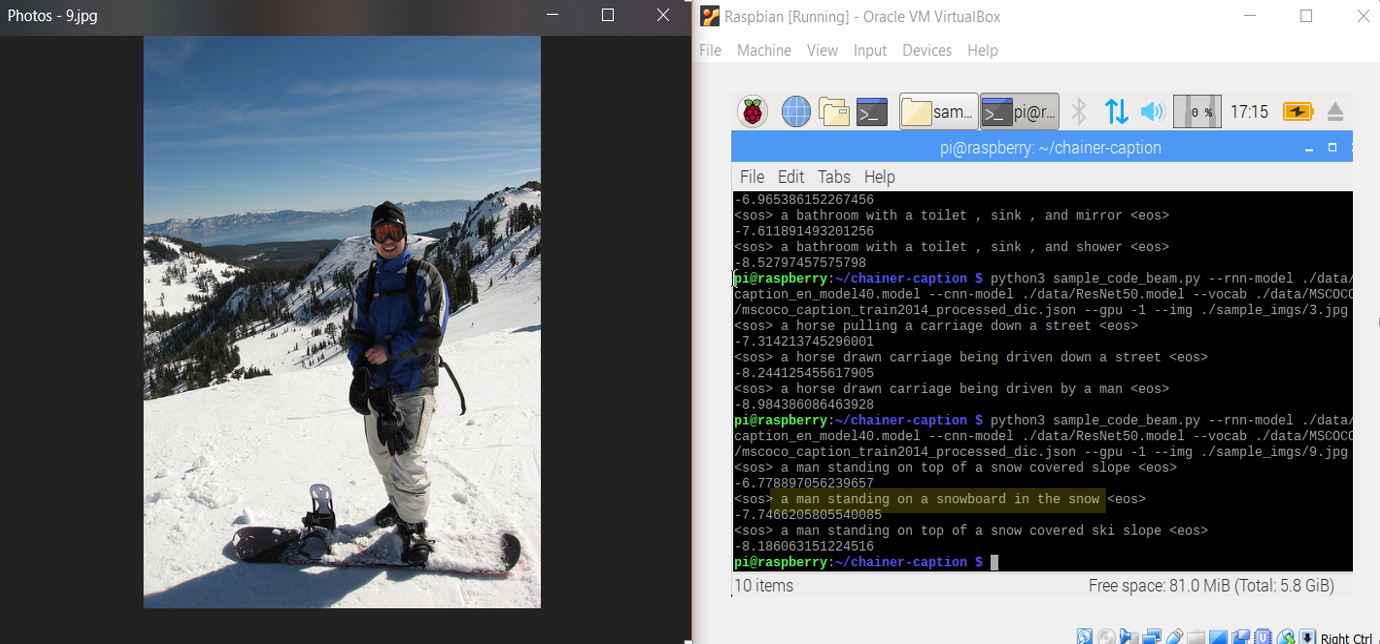 Photos - 9.jpg
Raspbian [Running] - Oracle VM VirtualBox
File Machine View Input Devices Help
sam... pi@r... 0 % 17:15
pi@raspberry: ~/chainer-caption
File Edit Tabs Help
-6.965386152267456
<sos> a bathroom with a toilet , sink , and mirror <eos>
-7.611891493201256
<sos> a bathroom with a toilet , sink , and shower <eos>
-8.52797457575798
pi@raspberry:~/chainer-caption $ python3 sample_code_beam.py --rnn-model ./data/
caption_en_model40.model --cnn-model ./data/ResNet50.model --vocab ./data/MSCOCO
/mscoco_caption_train2014_processed_dic.json --gpu -1 --img ./sample_imgs/3.jpg
<sos> a horse pulling a carriage down a street <eos>
-7.314213745296001
<sos> a horse drawn carriage being driven down a street <eos>
-8.244125455617905
<sos> a horse drawn carriage being driven by a man <eos>
-8.984386086463928
pi@raspberry:~/chainer-caption $ python3 sample_code_beam.py --rnn-model ./data/
caption_en_model40.model --cnn-model ./data/ResNet50.model --vocab ./data/MSCOCO
/mscoco_caption_train2014_processed_dic.json --gpu -1 --img ./sample_imgs/9.jpg
<sos> a man standing on top of a snow covered slope <eos>
-6.778897056239657
<sos> a man standing on a snowboard in the snow <eos>
-7.7466205805540085
<sos> a man standing on top of a snow covered ski slope <eos>
-8.186063151224516
pi@raspberry:~/chainer-caption $
10 items Free space: 81.0 MiB (Total: 5.8 GiB)
Right Ctrl